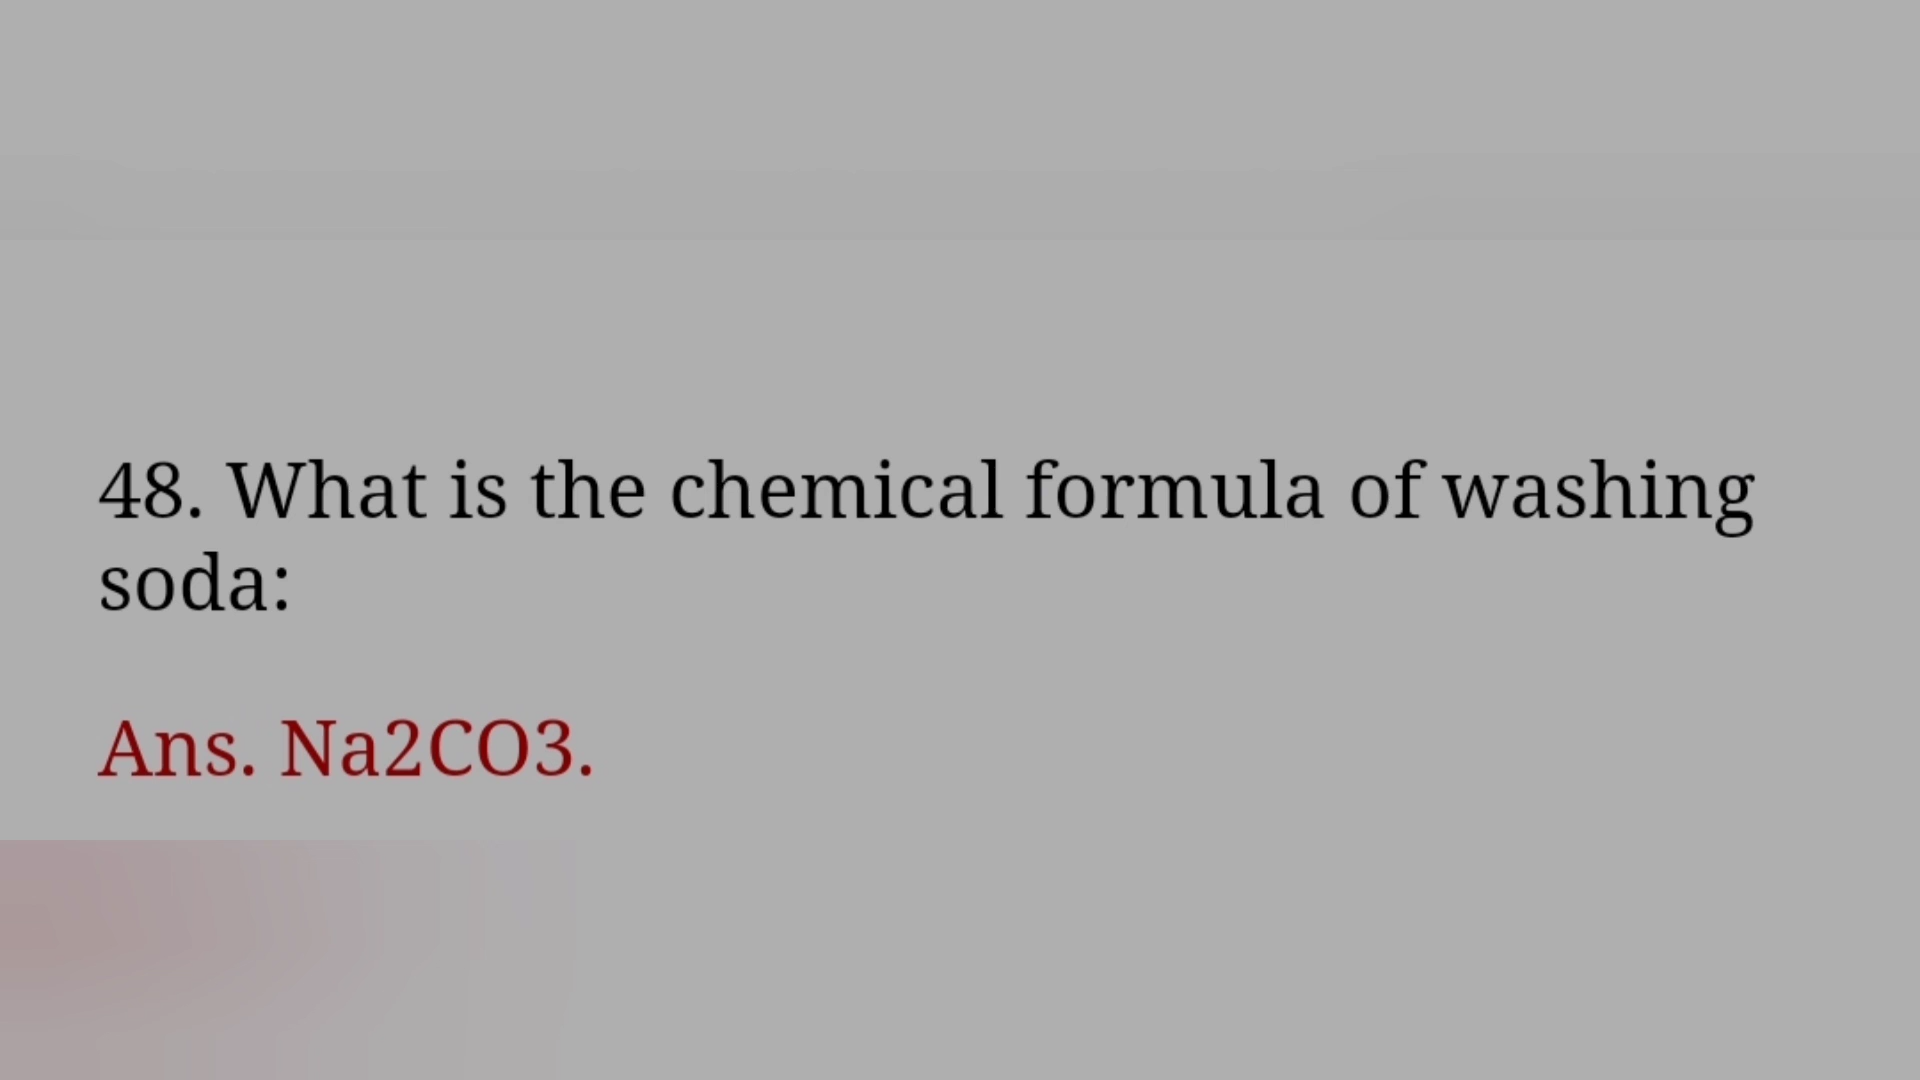 48. What is the chemical formula of washing
soda:
Ans. Na2CO3.